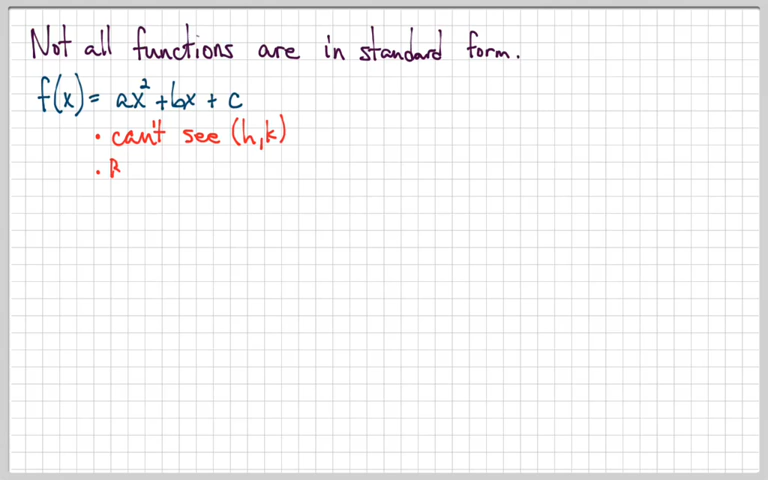 Not all functions are in standard form.
f(x) = ax² + bx + c
• can't see (h,k)
•